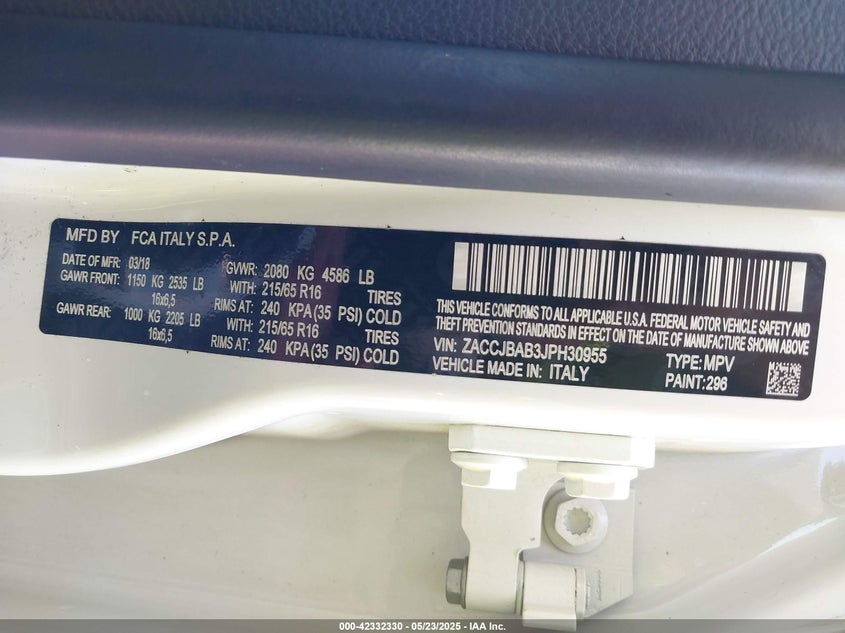 MFD BY FCA ITALY S.P.A.
DATE OF MFR: 03/18 GVWR: 2080 KG 4586 LB
GAWR FRONT: 1150 KG 2535 LB WITH: 215/65 R16 TIRES
16x6,5 RIMS AT: 240 KPA(35 PSI) COLD
GAWR REAR: 1000 KG 2205 LB WITH: 215/65 R16 TIRES
16x6,5 RIMS AT: 240 KPA(35 PSI) COLD
THIS VEHICLE CONFORMS TO ALL APPLICABLE U.S.A. FEDERAL MOTOR VEHICLE SAFETY AND
THEFT PREVENTION STANDARDS IN EFFECT ON THE DATE OF MANUFACTURE SHOWN ABOVE
VIN: ZACCJBAB3JPH30955 TYPE: MPV
VEHICLE MADE IN: ITALY PAINT:296
000-42332330 - 05/23/2025 - IAA Inc.